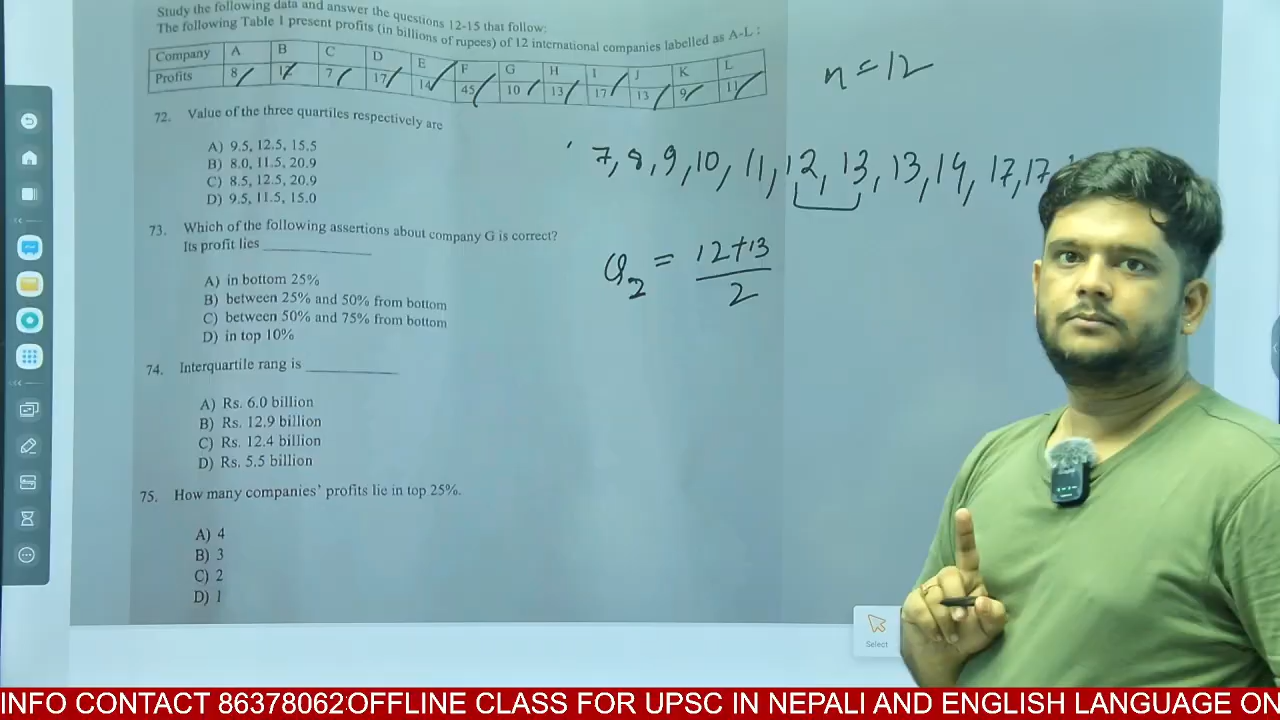 Study the following data and answer the questions 12-15 that follow:
The following Table 1 present profits (in billions of rupees) of 12 international companies labelled as A-L :
Company A B C D E F G H I J K L
Profits 8 12 7 17 14 45 10 13 17 13 9 11
72. Value of the three quartiles respectively are
A) 9.5, 12.5, 15.5
B) 8.0, 11.5, 20.9
C) 8.5, 12.5, 20.9
D) 9.5, 11.5, 15.0
73. Which of the following assertions about company G is correct?
Its profit lies ____________
A) in bottom 25%
B) between 25% and 50% from bottom
C) between 50% and 75% from bottom
D) in top 10%
74. Interquartile rang is ____________
A) Rs. 6.0 billion
B) Rs. 12.9 billion
C) Rs. 12.4 billion
D) Rs. 5.5 billion
75. How many companies' profits lie in top 25%.
A) 4
B) 3
C) 2
D) 1
n = 12
7, 8, 9, 10, 11, 12, 13, 13, 14, 17, 17
Q2 = 12+13
2
Select
INFO CONTACT 86378062:OFFLINE CLASS FOR UPSC IN NEPALI AND ENGLISH LANGUAGE ON